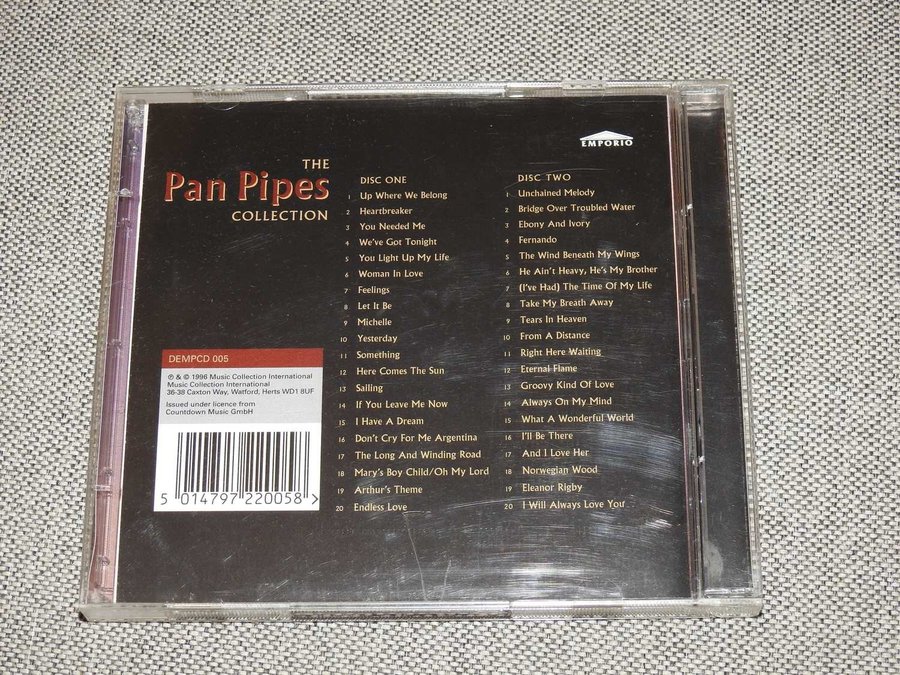 EMPORIO
THE
Pan Pipes
COLLECTION
DISC ONE
1 Up Where We Belong
2 Heartbreaker
3 You Needed Me
4 We've Got Tonight
5 You Light Up My Life
6 Woman In Love
7 Feelings
8 Let It Be
9 Michelle
10 Yesterday
11 Something
12 Here Comes The Sun
13 Sailing
14 If You Leave Me Now
15 I Have A Dream
16 Don't Cry For Me Argentina
17 The Long And Winding Road
18 Mary's Boy Child/Oh My Lord
19 Arthur's Theme
20 Endless Love
DISC TWO
1 Unchained Melody
2 Bridge Over Troubled Water
3 Ebony And Ivory
4 Fernando
5 The Wind Beneath My Wings
6 He Ain't Heavy, He's My Brother
7 (I've Had) The Time Of My Life
8 Take My Breath Away
9 Tears In Heaven
10 From A Distance
11 Right Here Waiting
12 Eternal Flame
13 Groovy Kind Of Love
14 Always On My Mind
15 What A Wonderful World
16 I'll Be There
17 And I Love Her
18 Norwegian Wood
19 Eleanor Rigby
20 I Will Always Love You
DEMPCD 005
℗ & © 1996 Music Collection International
Music Collection International
36-38 Caxton Way, Watford, Herts WD1 8UF
Issued under licence from
Countdown Music GmbH
5 014797 220058 >